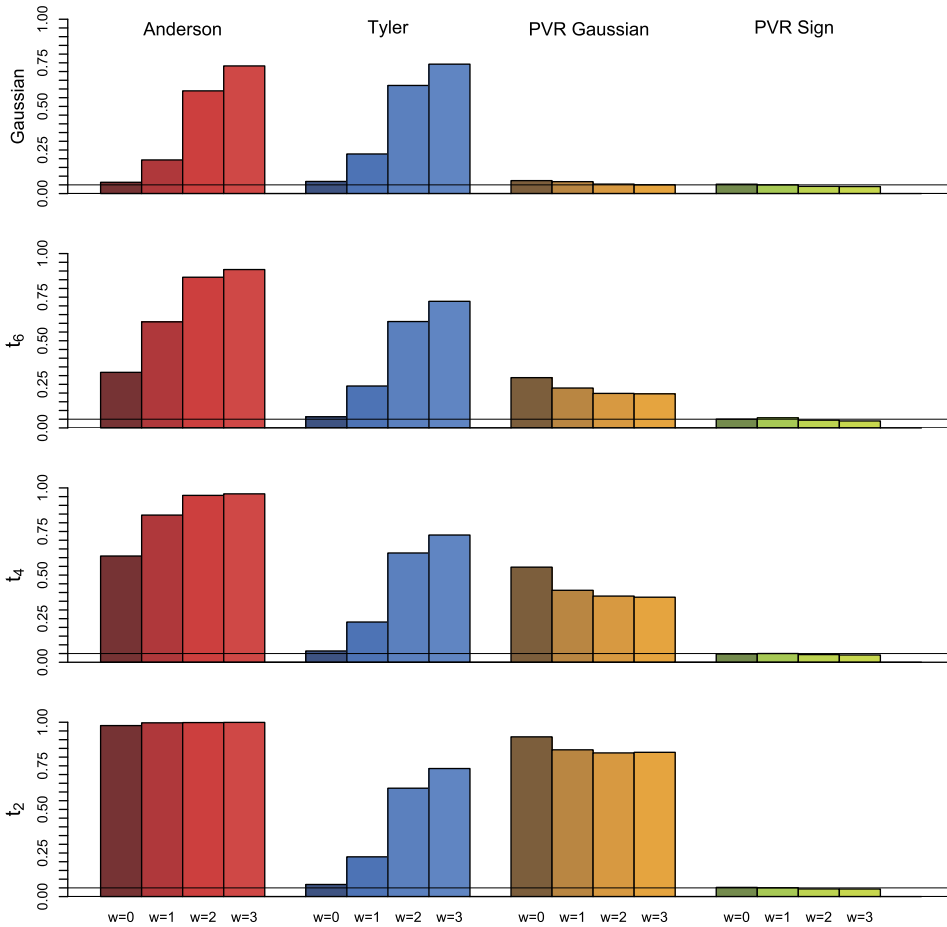 Anderson Tyler PVR Gaussian PVR Sign
Gaussian
0.00 0.25 0.50 0.75 1.00
t6
0.00 0.25 0.50 0.75 1.00
t4
0.00 0.25 0.50 0.75 1.00
t2
0.00 0.25 0.50 0.75 1.00
w=0 w=1 w=2 w=3 w=0 w=1 w=2 w=3 w=0 w=1 w=2 w=3 w=0 w=1 w=2 w=3